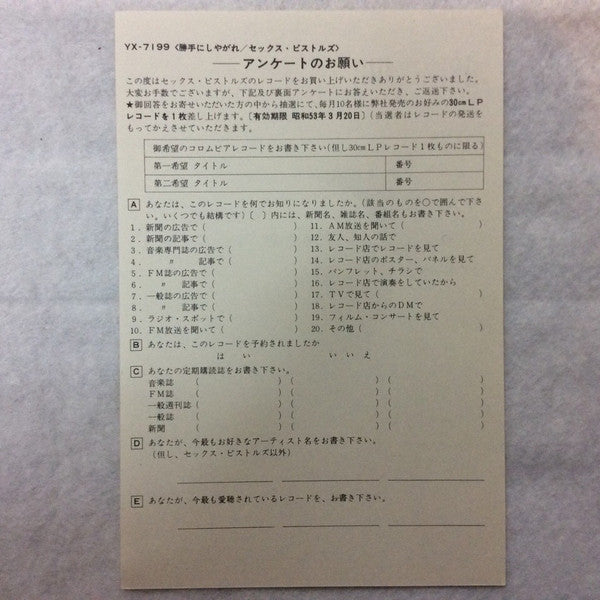 YX-7199〈勝手にしやがれ／セックス・ピストルズ〉
――アンケートのお願い――
この度はセックス・ピストルズのレコードをお買い上げいただきありがとうございました。
大変お手数でございますが、下記及び裏面アンケートにお答えいただき、ご返送下さい。
★御回答をお寄せいただいた方の中から抽選にて、毎月10名様に弊社発売のお好みの30cmLP
レコードを1枚差し上げます。[有効期限 昭和53年3月20日]（当選者はレコードの発送を
もってかえさせていただきます。）
御希望のコロムビアレコードをお書き下さい(但し30cmLPレコード1枚ものに限る)
第一希望 タイトル 番号
第二希望 タイトル 番号
A あなたは、このレコードを何でお知りになりましたか。(該当のものを○で囲んで下
さい。いくつでも結構です)〔 〕内には、新聞名、雑誌名、番組名もお書き下さい。
1．新聞の広告で（ ）
2．新聞の記事で（ ）
3．音楽専門誌の広告で（ ）
4． 〃 記事で（ ）
5．FM誌の広告で（ ）
6． 〃 記事で（ ）
7．一般誌の広告で（ ）
8． 〃 記事で（ ）
9．ラジオ・スポットで（ ）
10．FM放送を聞いて（ ）
11．AM放送を聞いて（ ）
12．友人、知人の話で
13．レコード店でレコードを見て
14．レコード店のポスター、パネルを見て
15．パンフレット、チラシで
16．レコード店で演奏をしていたから
17．TVで見て（ ）
18．レコード店からのDMで
19．フィルム・コンサートを見て
20．その他（ ）
B あなたは、このレコードを予約されましたか
はい いいえ
C あなたの定期購読誌をお書き下さい。
音楽誌 （ ）（ ）（ ）
FM誌 （ ）（ ）（ ）
一般週刊誌（ ）（ ）（ ）
一般誌 （ ）（ ）（ ）
新聞 （ ）（ ）（ ）
D あなたが、今最もお好きなアーティスト名をお書き下さい。
(但し、セックス・ピストルズ以外)
E あなたが、今最も愛聴されているレコードを、お書き下さい。